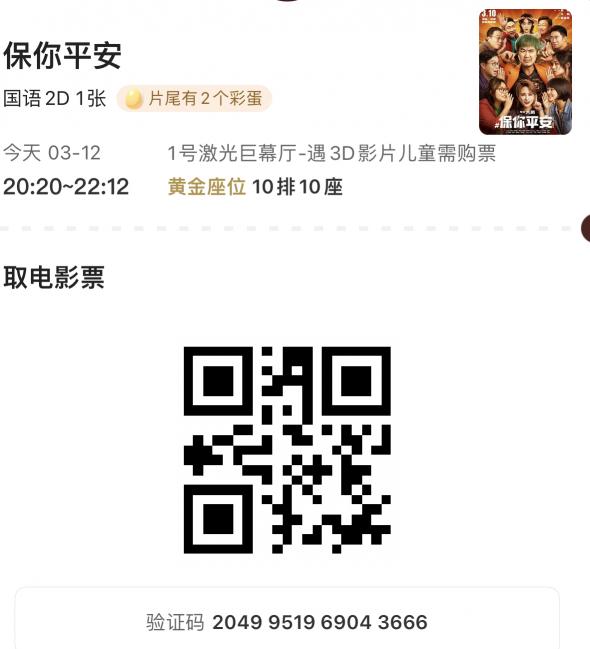 保你平安
国语2D 1张 片尾有2个彩蛋
今天 03-12 1号激光巨幕厅-遇3D影片儿童需购票
20:20~22:12 黄金座位 10排10座
3.10
#保你平安
取电影票
验证码 2049 9519 6904 3666